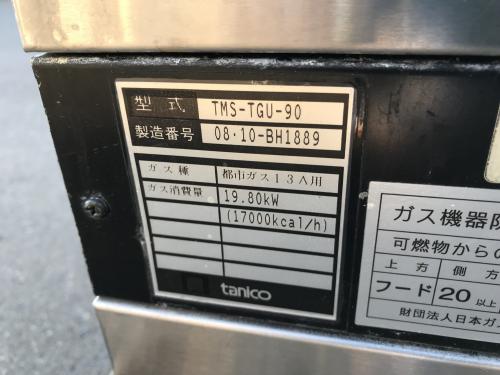 型式 TMS-TGU-90
製造番号 08・10-BH1889
ガス種 都市ガス13A用
ガス消費量 19.80kW
(17000kcal/h)
tanico
ガス機器防
可燃物からの
上方 側方
フード 20以上
財団法人日本ガ